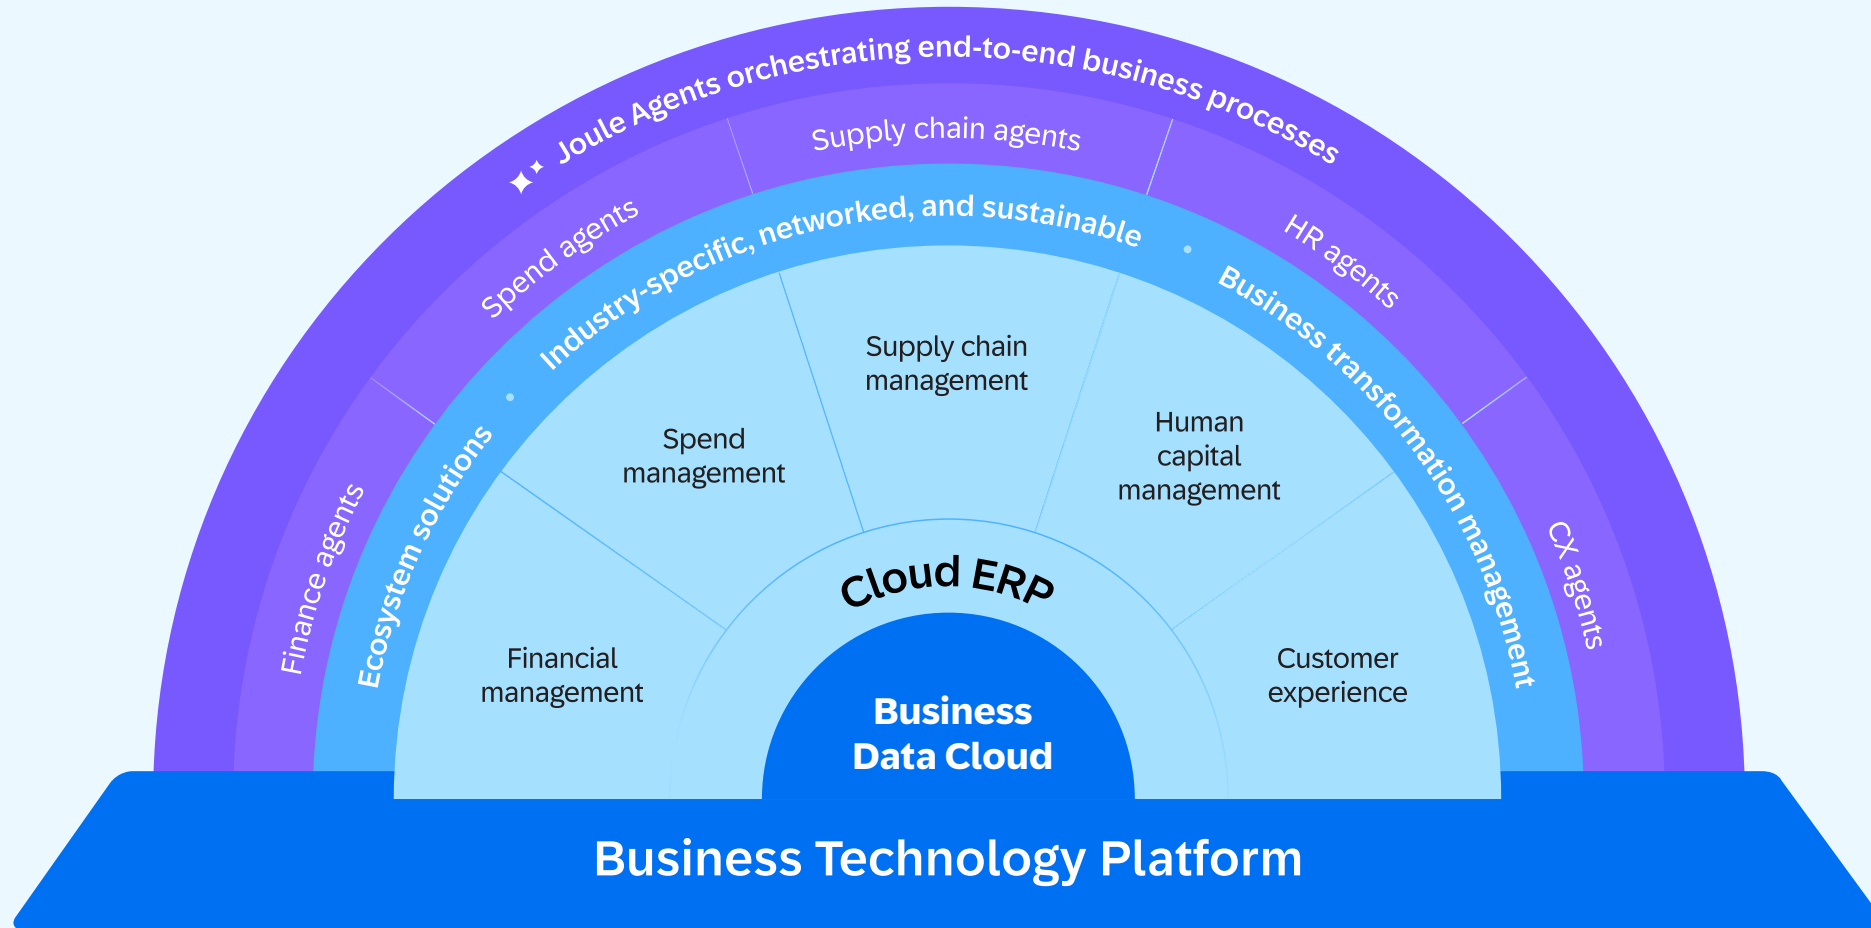 Joule Agents orchestrating end-to-end business processes
Finance agents
Spend agents
Supply chain agents
HR agents
CX agents
Ecosystem solutions • Industry-specific, networked, and sustainable • Business transformation management
Financial
management
Spend
management
Supply chain
management
Human
capital
management
Customer
experience
Cloud ERP
Business
Data Cloud
Business Technology Platform